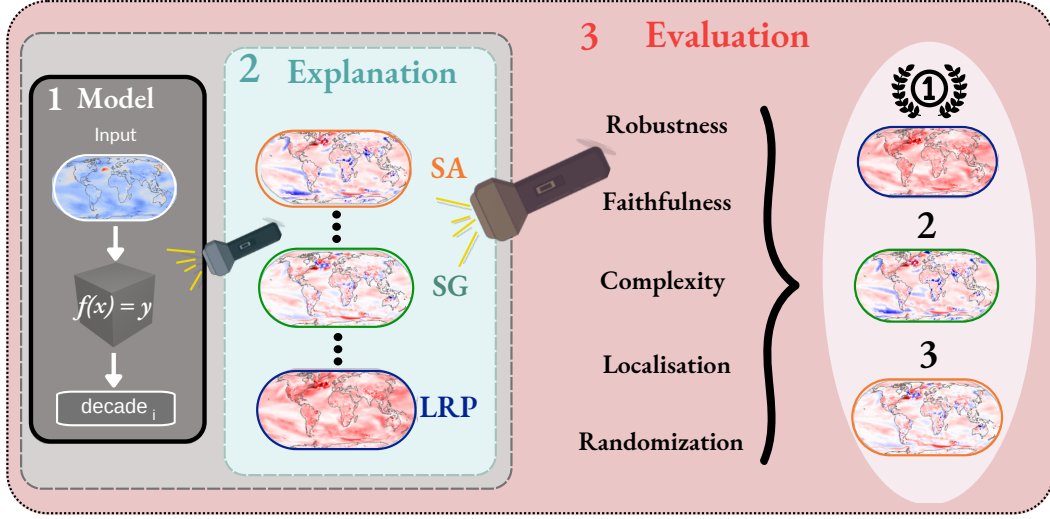 1 Model
Input
f(x) = y
decade i
2 Explanation
SA
SG
LRP
3 Evaluation
Robustness
Faithfulness
Complexity
Localisation
Randomization
1
2
3